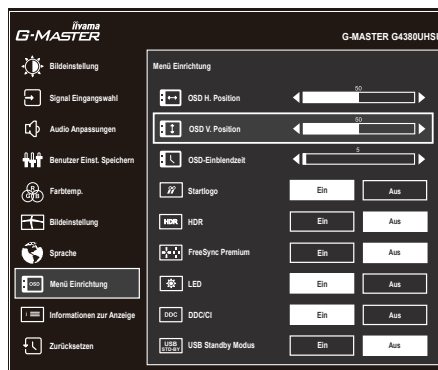 iiyama
G-MASTER
G-MASTER G4380UHSU
Bildeinstellung
Signal Eingangswahl
Audio Anpassungen
Benutzer Einst. Speichern
R
G B
Farbtemp.
Bildeinstellung
Sprache
OSD
Menü Einrichtung
i
Informationen zur Anzeige
Zurücksetzen
Menü Einrichtung
OSD H. Position
50
OSD V. Position
50
OSD-Einblendzeit
5
Startlogo
Ein
Aus
HDR
HDR
Ein
Aus
FreeSync Premium
Ein
Aus
LED
Ein
Aus
DDC
DDC/CI
Ein
Aus
USB
STD-BY
USB Standby Modus
Ein
Aus